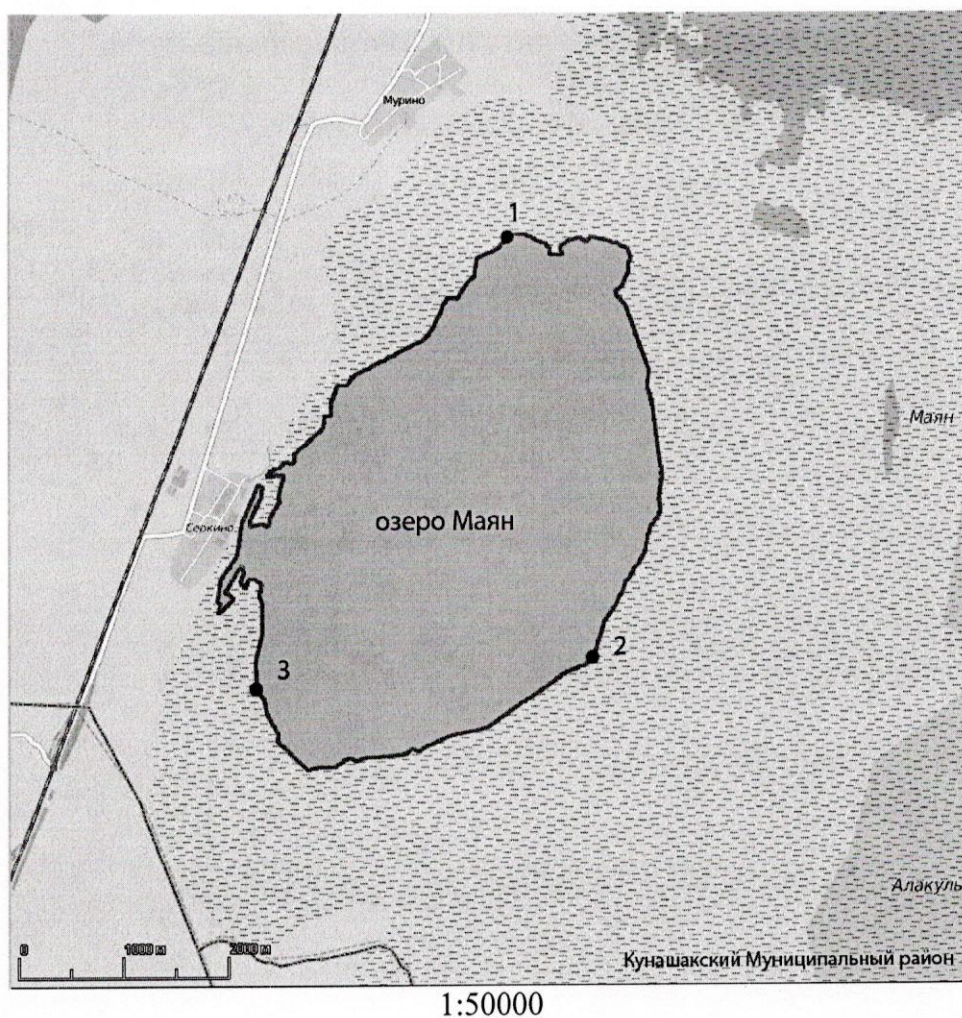 Мурино
1
Маян
Серкино
озеро Маян
2
3
Алакуль
0 1000 м 2000 м
Кунашакский Муниципальный район
1:50000